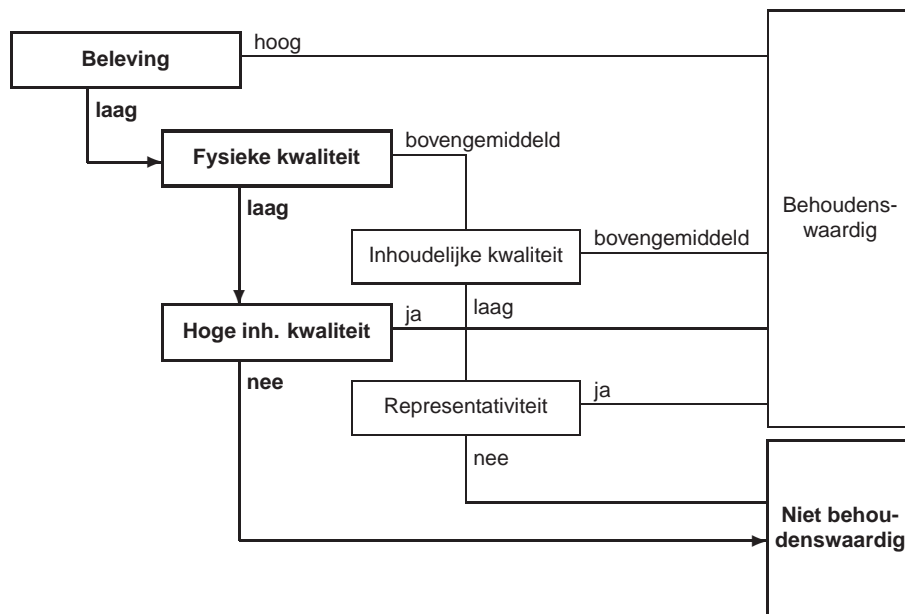 hoog
Beleving
laag
bovengemiddeld
Fysieke kwaliteit
laag
Behoudens-
waardig
bovengemiddeld
Inhoudelijke kwaliteit
laag
ja
Hoge inh. kwaliteit
nee
ja
Representativiteit
nee
Niet behou-
denswaardig